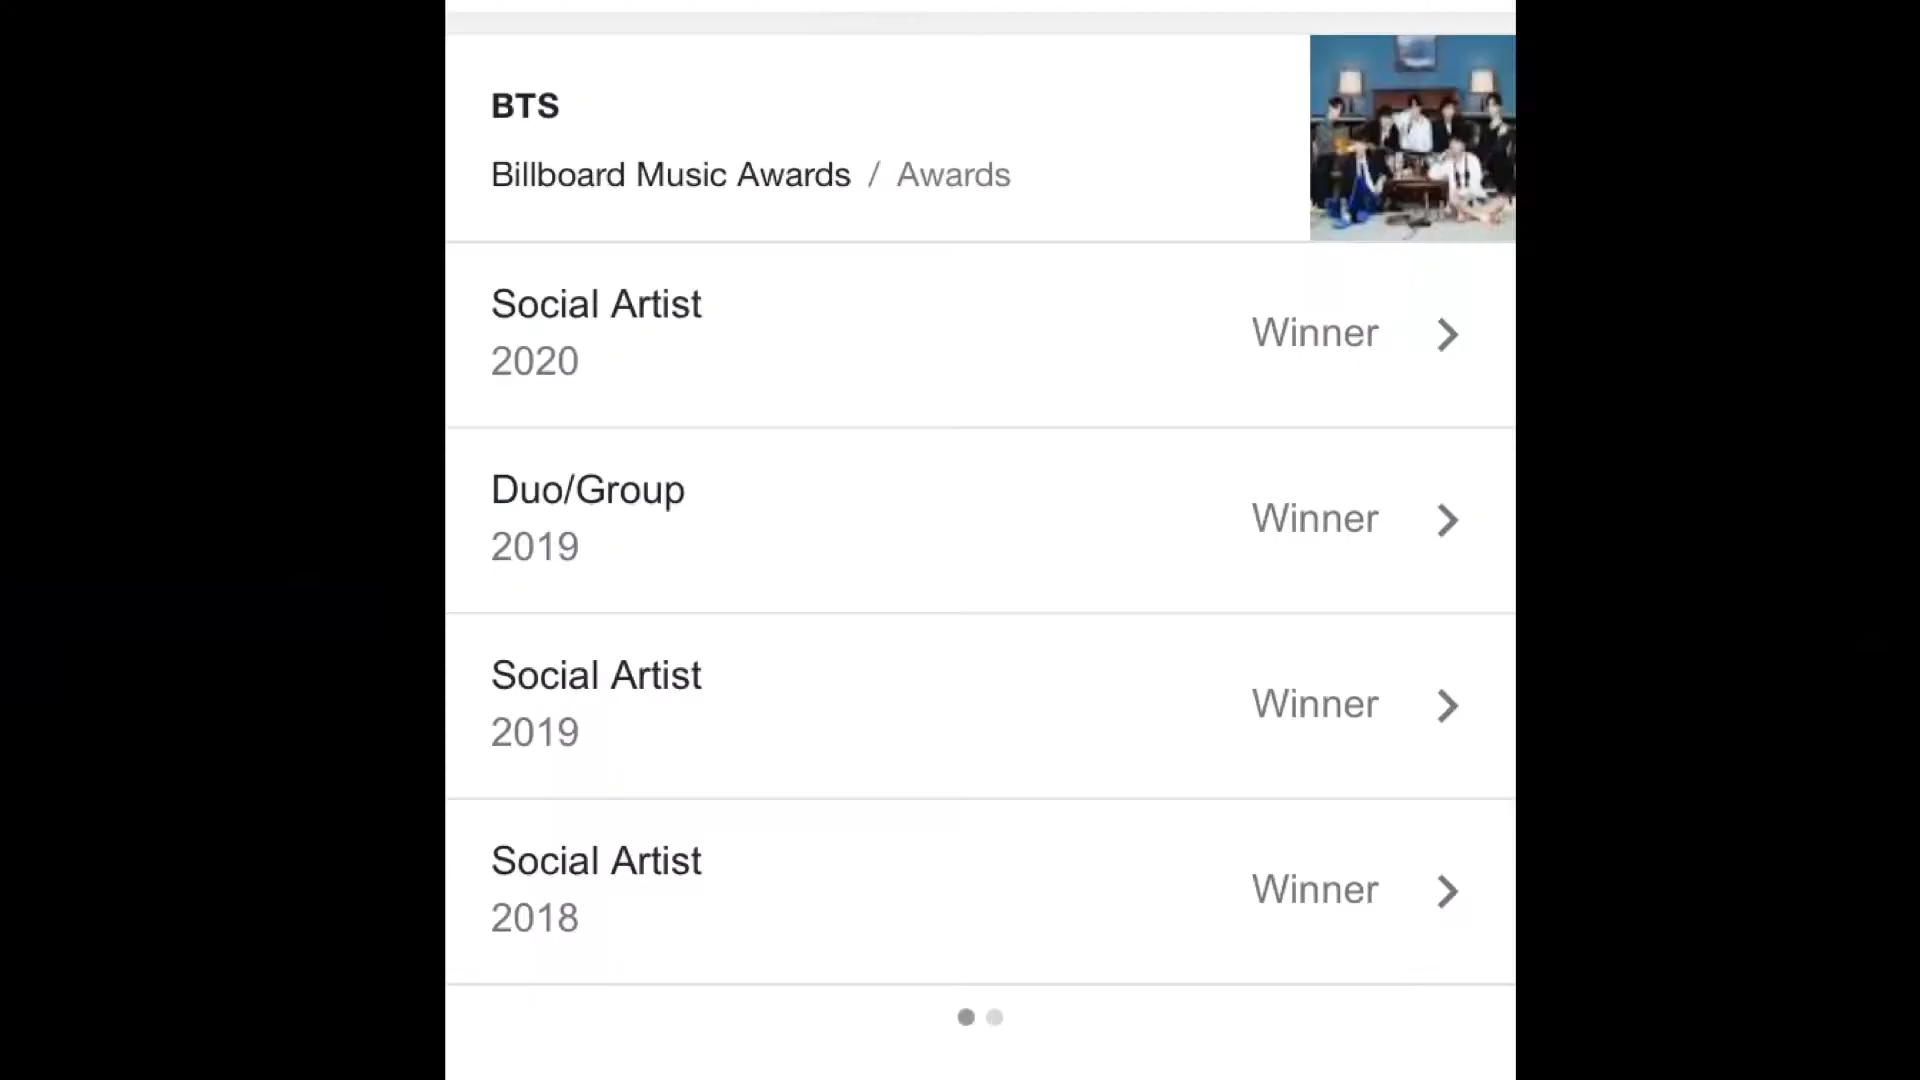 BTS
Billboard Music Awards / Awards
Social Artist
2020
Winner
Duo/Group
2019
Winner
Social Artist
2019
Winner
Social Artist
2018
Winner